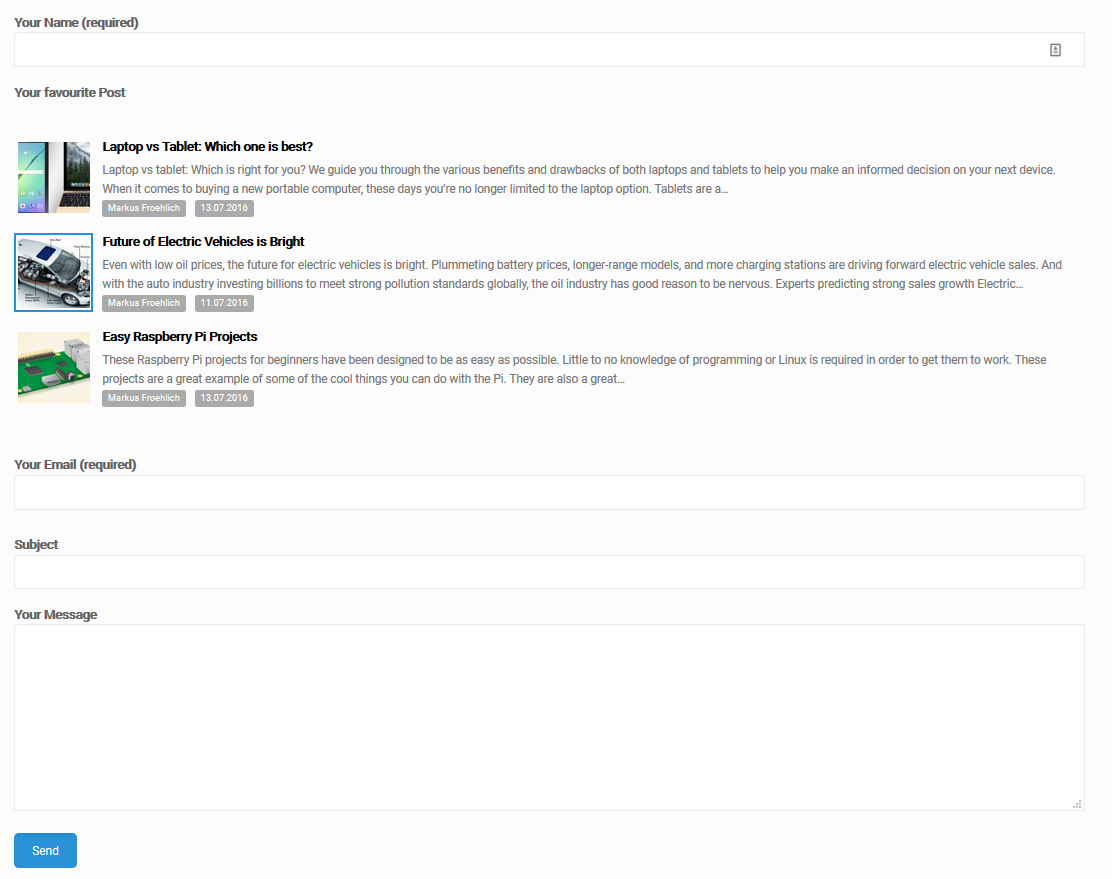 Your Name (required)
Your favourite Post
Laptop vs Tablet: Which one is best?
Laptop vs tablet: Which is right for you? We guide you through the various benefits and drawbacks of both laptops and tablets to help you make an informed decision on your next device.
When it comes to buying a new portable computer, these days you're no longer limited to the laptop option. Tablets are a...
Markus Froehlich 13.07.2016
Future of Electric Vehicles is Bright
Even with low oil prices, the future for electric vehicles is bright. Plummeting battery prices, longer-range models, and more charging stations are driving forward electric vehicle sales. And
with the auto industry investing billions to meet strong pollution standards globally, the oil industry has good reason to be nervous. Experts predicting strong sales growth Electric...
Markus Froehlich 11.07.2016
Easy Raspberry Pi Projects
These Raspberry Pi projects for beginners have been designed to be as easy as possible. Little to no knowledge of programming or Linux is required in order to get them to work. These
projects are a great example of some of the cool things you can do with the Pi. They are also a great...
Markus Froehlich 13.07.2016
Your Email (required)
Subject
Your Message
Send